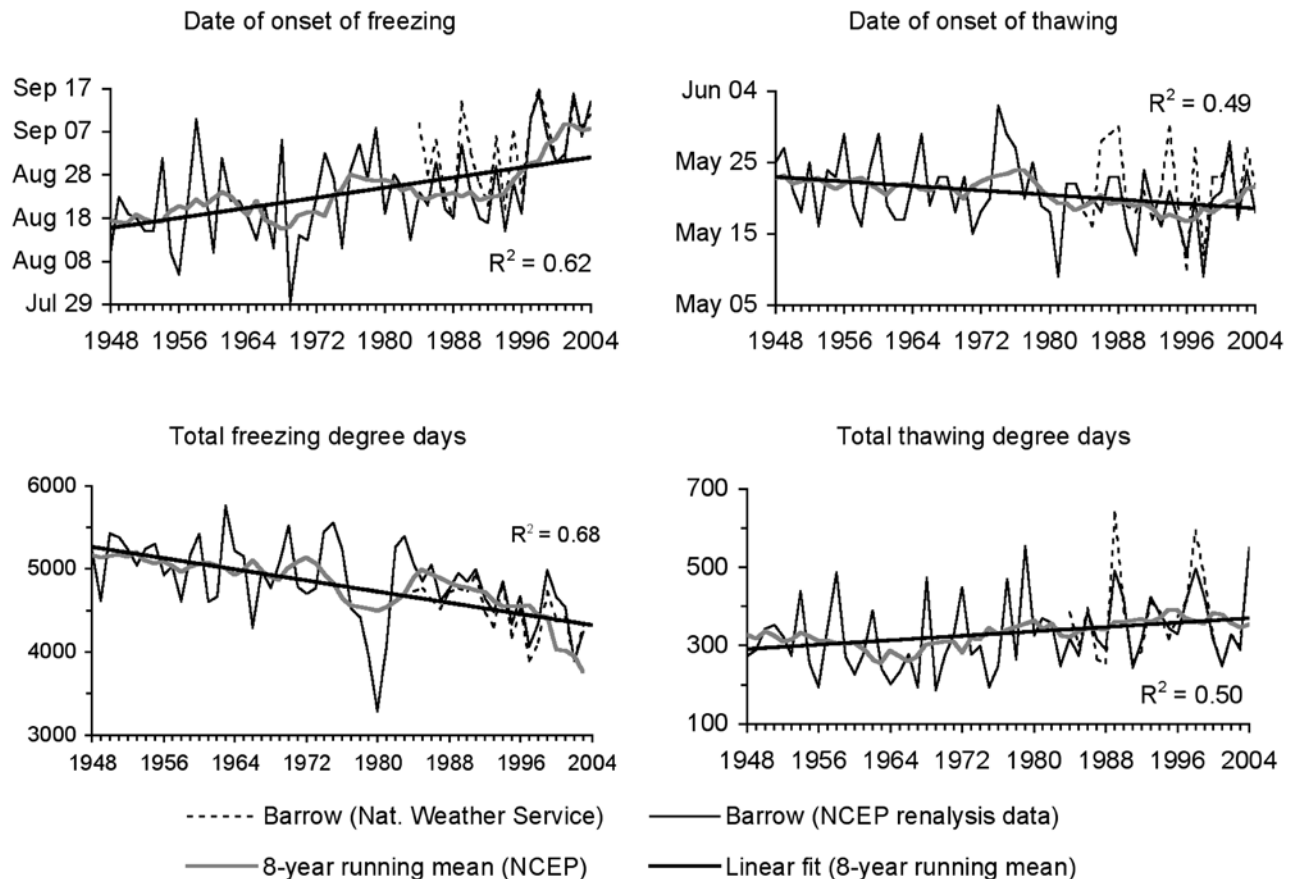 Date of onset of freezing
Sep 17
Sep 07
Aug 28
Aug 18
Aug 08
Jul 29
R² = 0.62
1948 1956 1964 1972 1980 1988 1996 2004
Date of onset of thawing
Jun 04
May 25
May 15
May 05
R² = 0.49
1948 1956 1964 1972 1980 1988 1996 2004
Total freezing degree days
6000
5000
4000
3000
R² = 0.68
1948 1956 1964 1972 1980 1988 1996 2004
Total thawing degree days
700
500
300
100
R² = 0.50
1948 1956 1964 1972 1980 1988 1996 2004
Barrow (Nat. Weather Service)
Barrow (NCEP renalysis data)
8-year running mean (NCEP)
Linear fit (8-year running mean)